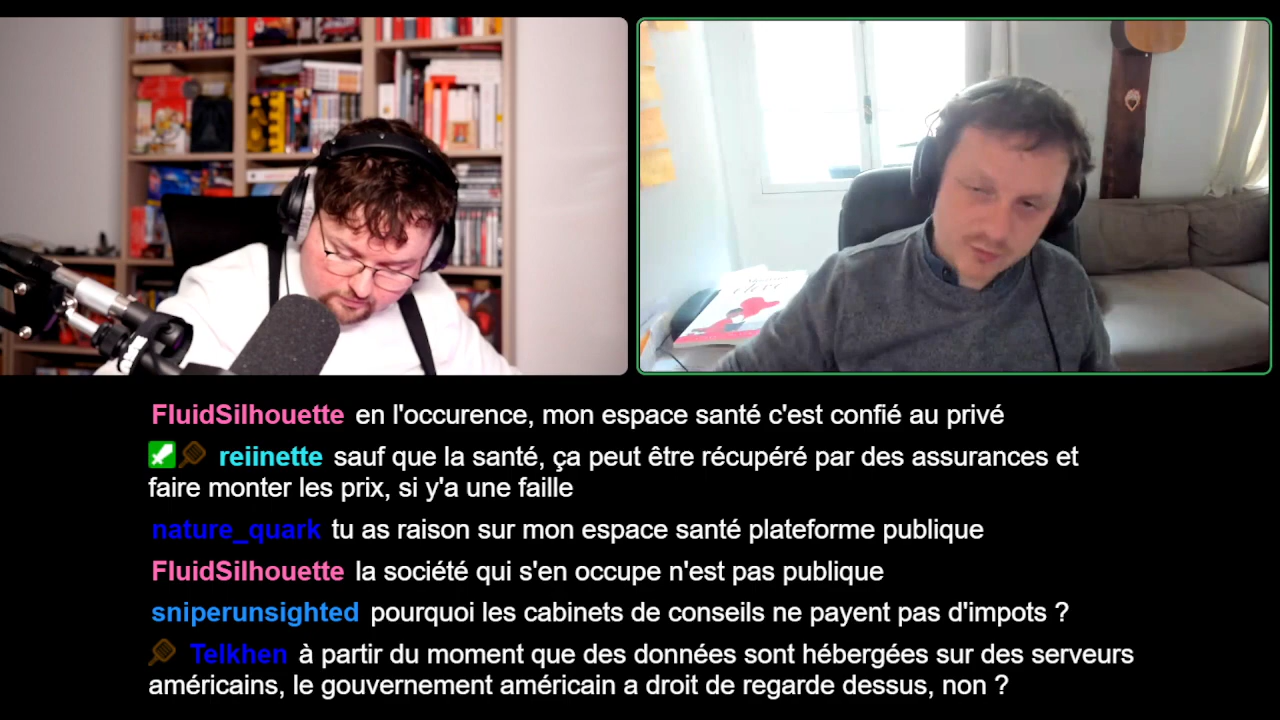 élève
FluidSilhouette en l'occurence, mon espace santé c'est confié au privé
reiinette sauf que la santé, ça peut être récupéré par des assurances et
faire monter les prix, si y'a une faille
nature_quark tu as raison sur mon espace santé plateforme publique
FluidSilhouette la société qui s'en occupe n'est pas publique
sniperunsighted pourquoi les cabinets de conseils ne payent pas d'impots ?
Telkhen à partir du moment que des données sont hébergées sur des serveurs
américains, le gouvernement américain a droit de regarde dessus, non ?